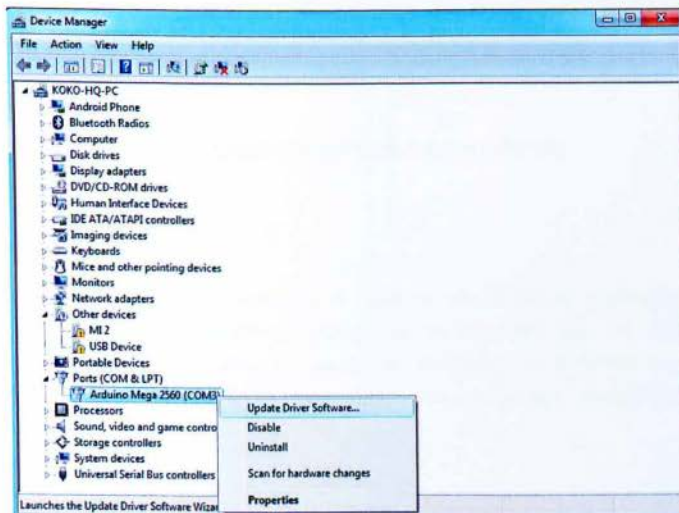 Device Manager
File Action View Help
KOKO-HQ-PC
Android Phone
Bluetooth Radios
Computer
Disk drives
Display adapters
DVD/CD-ROM drives
Human Interface Devices
IDE ATA/ATAPI controllers
Imaging devices
Keyboards
Mice and other pointing devices
Monitors
Network adapters
Other devices
MI 2
USB Device
Portable Devices
Ports (COM & LPT)
Arduino Mega 2560 (COM3)
Processors
Sound, video and game contro
Storage controllers
System devices
Universal Serial Bus controllers
Update Driver Software...
Disable
Uninstall
Scan for hardware changes
Properties
Launches the Update Driver Software Wizar